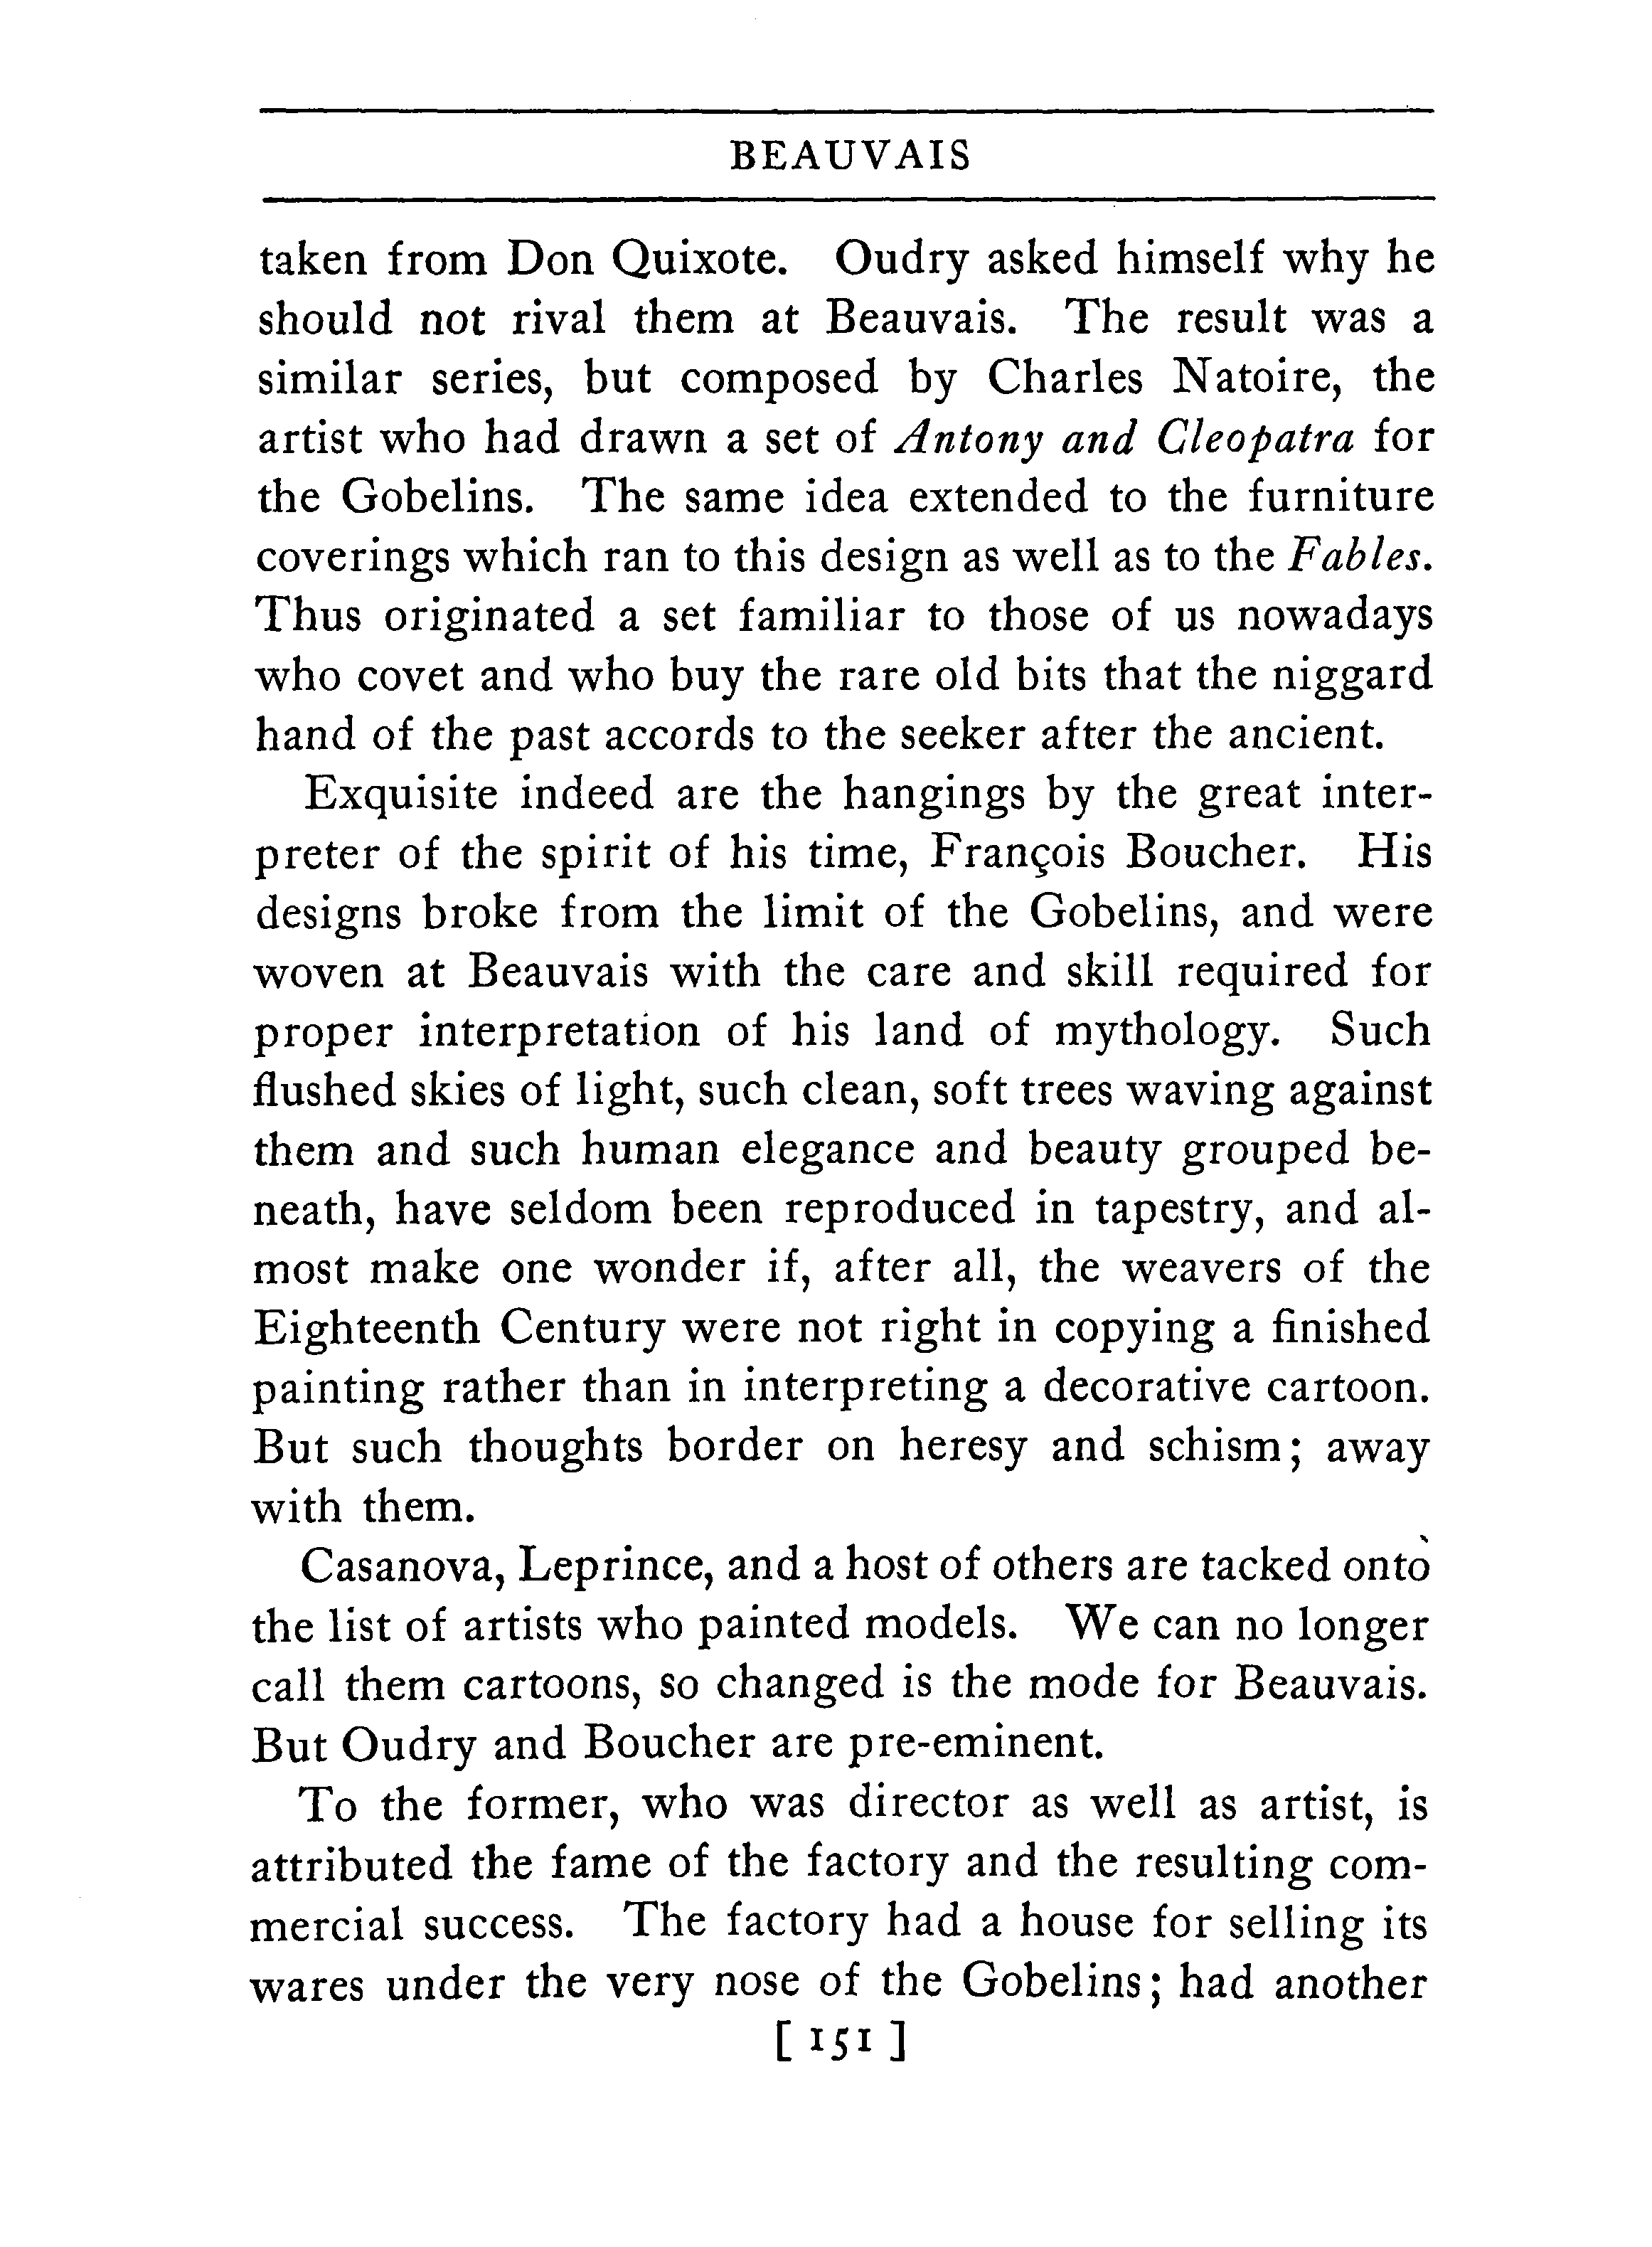 BEAUVAIS
taken from Don Quixote. Oudry asked himself why he
should not rival them at Beauvais. The result was a
similar series, but composed by Charles Natoire, the
artist who had drawn a set of Antony and Cleopatra for
the Gobelins. The same idea extended to the furniture
coverings which ran to this design as well as to the Fables.
Thus originated a set familiar to those of us nowadays
who covet and who buy the rare old bits that the niggard
hand of the past accords to the seeker after the ancient.
Exquisite indeed are the hangings by the great inter-
preter of the spirit of his time, François Boucher. His
designs broke from the limit of the Gobelins, and were
woven at Beauvais with the care and skill required for
proper interpretation of his land of mythology. Such
flushed skies of light, such clean, soft trees waving against
them and such human elegance and beauty grouped be-
neath, have seldom been reproduced in tapestry, and al-
most make one wonder if, after all, the weavers of the
Eighteenth Century were not right in copying a finished
painting rather than in interpreting a decorative cartoon.
But such thoughts border on heresy and schism; away
with them.
Casanova, Leprince, and a host of others are tacked onto
the list of artists who painted models. We can no longer
call them cartoons, so changed is the mode for Beauvais.
But Oudry and Boucher are pre-eminent.
To the former, who was director as well as artist, is
attributed the fame of the factory and the resulting com-
mercial success. The factory had a house for selling its
wares under the very nose of the Gobelins; had another
[ 151 ]